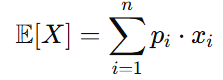 𝔼[X] = ∑_{i=1}^{n} p_i · x_i